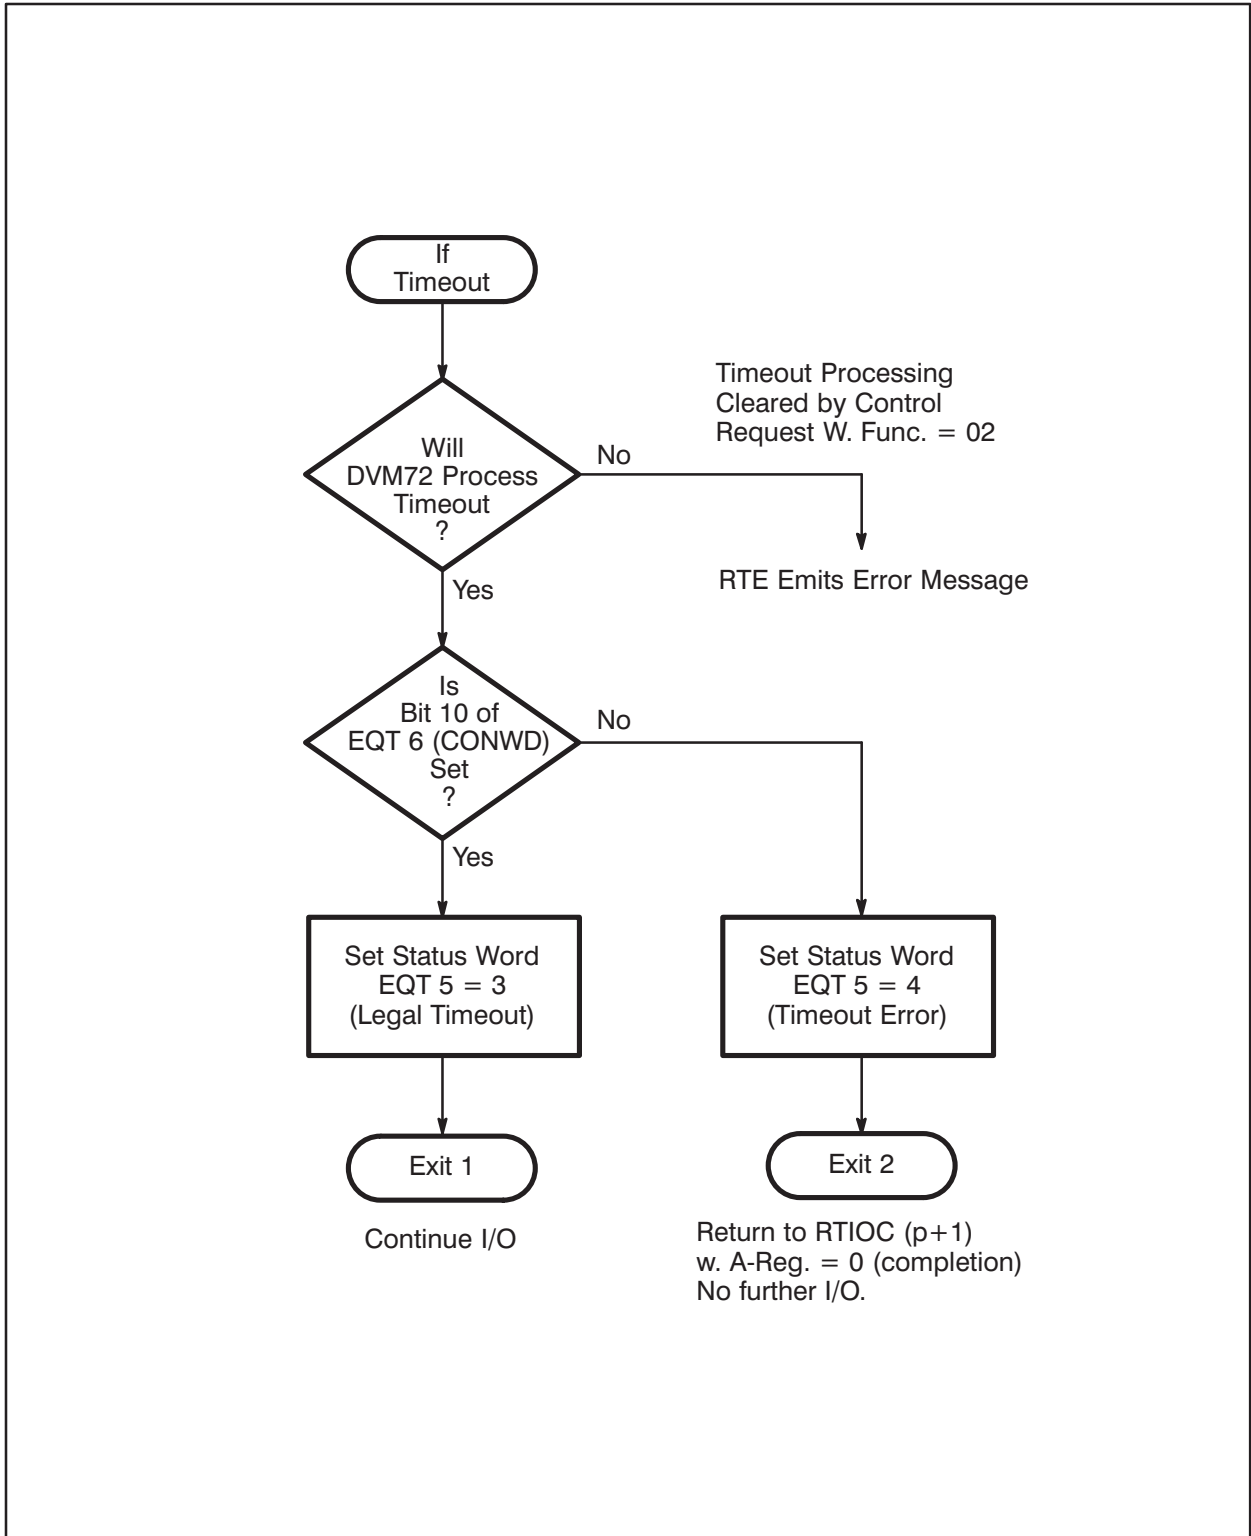 If
Timeout
Timeout Processing
Cleared by Control
Request W. Func. = 02
Will
DVM72 Process
Timeout
?
No
RTE Emits Error Message
Yes
Is
Bit 10 of
EQT 6 (CONWD)
Set
?
No
Yes
Set Status Word
EQT 5 = 3
(Legal Timeout)
Set Status Word
EQT 5 = 4
(Timeout Error)
Exit 1
Continue I/O
Exit 2
Return to RTIOC (p+1)
w. A-Reg. = 0 (completion)
No further I/O.